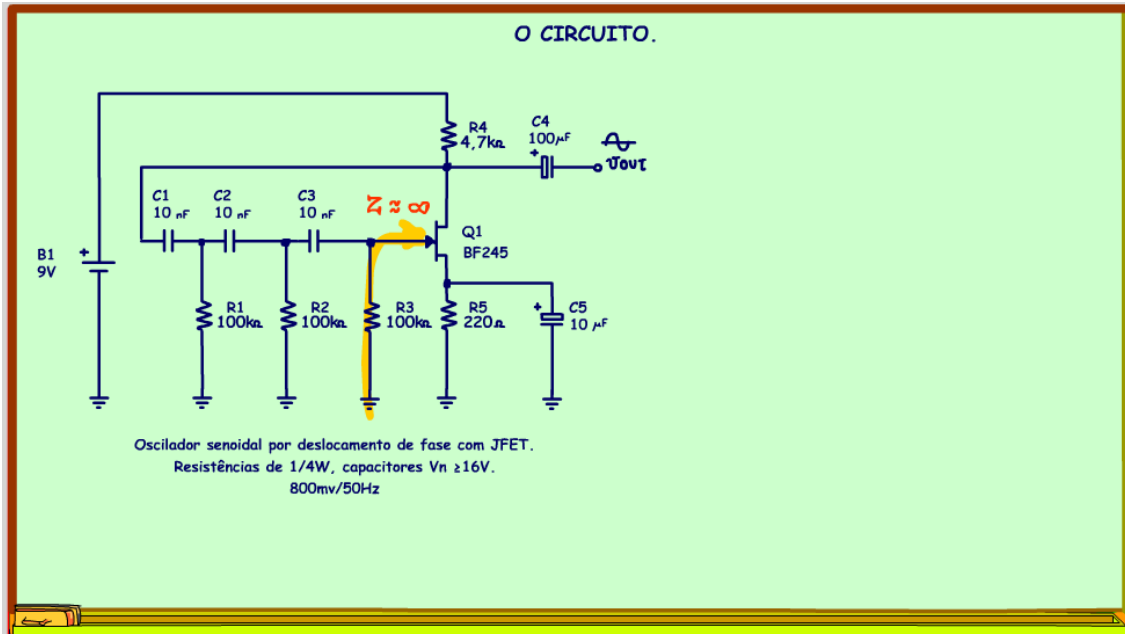 O CIRCUITO.
R4
4,7kΩ
C4
100µF
+
vout
C1
10 nF
C2
10 nF
C3
10 nF
Z ≈ ∞
Q1
BF245
B1
9V
+
R1
100kΩ
R2
100kΩ
R3
100kΩ
R5
220Ω
+
C5
10 µF
Oscilador senoidal por deslocamento de fase com JFET.
Resistências de 1/4W, capacitores Vn ≥16V.
800mv/50Hz